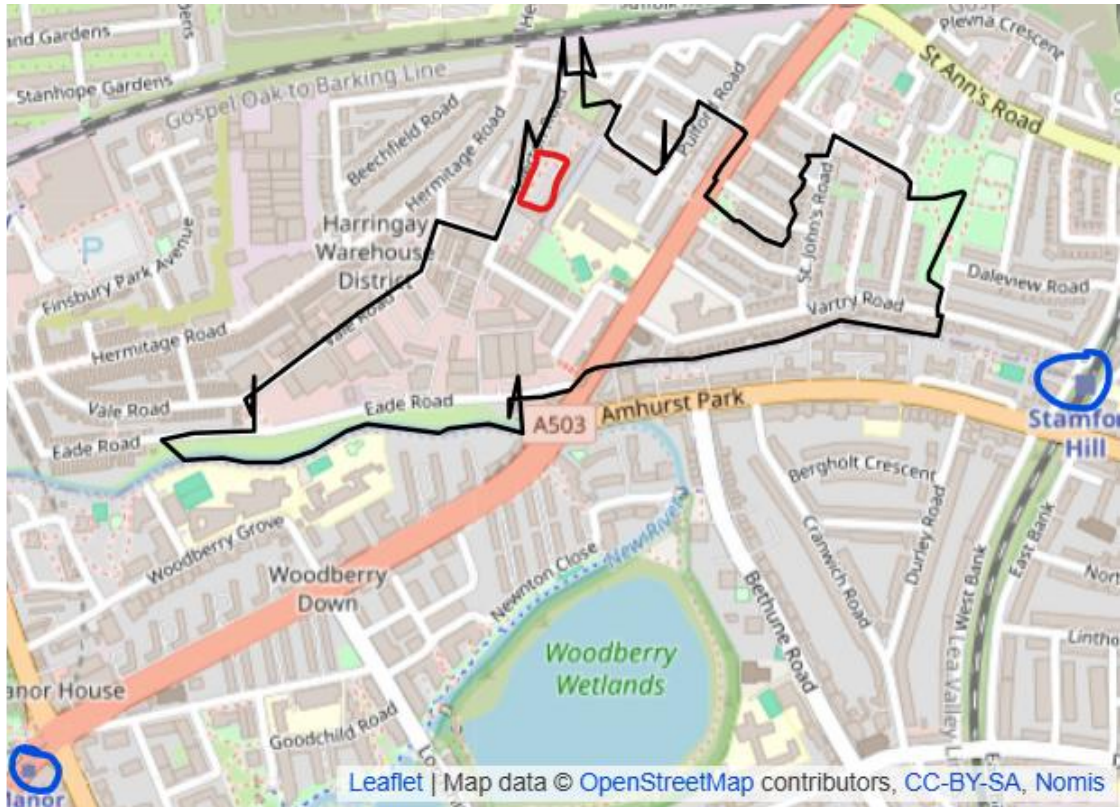 and Gardens
Stanhope Gardens
Gospel Oak to Barking Line
Plevna Crescent
St Ann's Road
Beechfield Road
Hermitage Road
Road
Harringay
Warehouse
District
P
Finsbury Park Avenue
St. John's Road
Daleview Road
Vartry Road
Hermitage Road
Vale Road
Vale Road
Eade Road
Eade Road
A503
Amhurst Park
Stamfor
Hill
Bergholt Crescent
Woodberry Grove
Cranwich Road
Durley Road
West Bank
East Bank
Newnton Close
New River
Woodberry
Down
Bethune Road
Lintho
Woodberry
Wetlands
anor House
Goodchild Road
Lea Valley Li
Manor
Leaflet | Map data © OpenStreetMap contributors, CC-BY-SA, Nomis